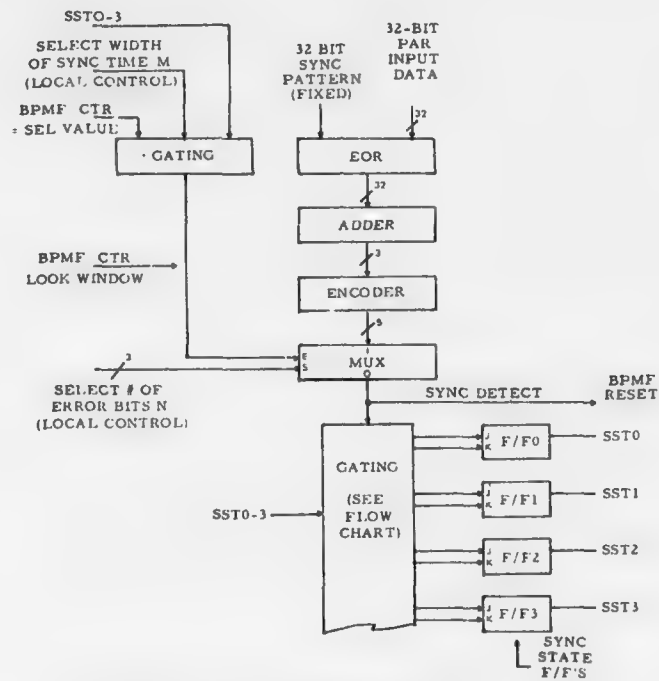 SST0-3
SELECT WIDTH
OF SYNC TIME M
(LOCAL CONTROL)
BPMF CTR
= SEL VALUE
GATING
32 BIT
SYNC
PATTERN
(FIXED)
32-BIT
PAR
INPUT
DATA
32
EOR
32
ADDER
3
ENCODER
5
BPMF CTR
LOOK WINDOW
E
S
I
MUX
O
3
SELECT # OF
ERROR BITS N
(LOCAL CONTROL)
SYNC DETECT
BPMF
RESET
GATING
(SEE
FLOW
CHART)
SST0-3
J
K
F/F0
SST0
J
K
F/F1
SST1
J
K
F/F2
SST2
J
K
F/F3
SST3
SYNC
STATE
F/F'S